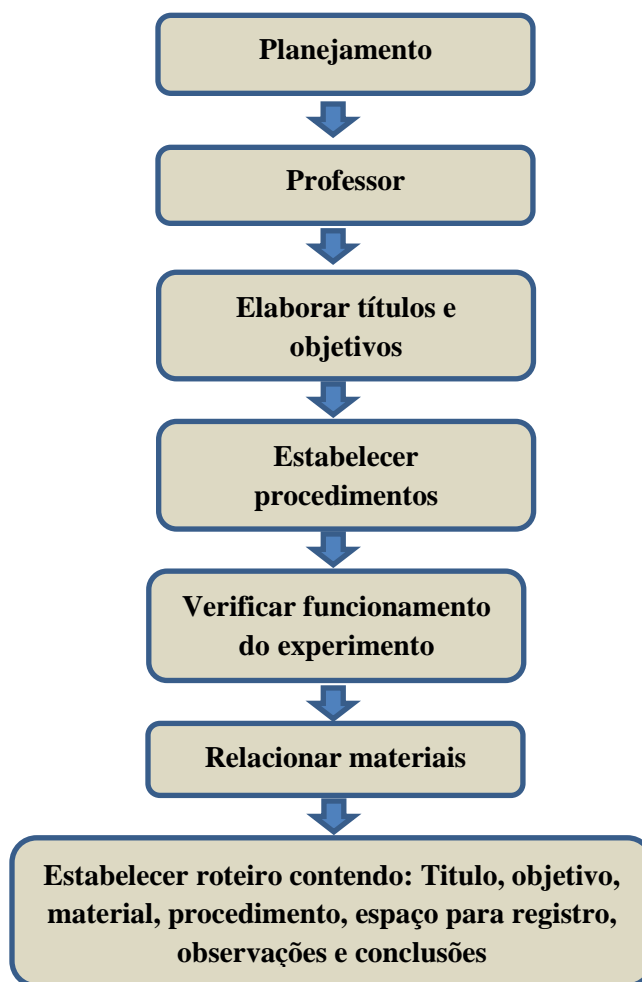 Planejamento
Professor
Elaborar títulos e
objetivos
Estabelecer
procedimentos
Verificar funcionamento
do experimento
Relacionar materiais
Estabelecer roteiro contendo: Titulo, objetivo,
material, procedimento, espaço para registro,
observações e conclusões